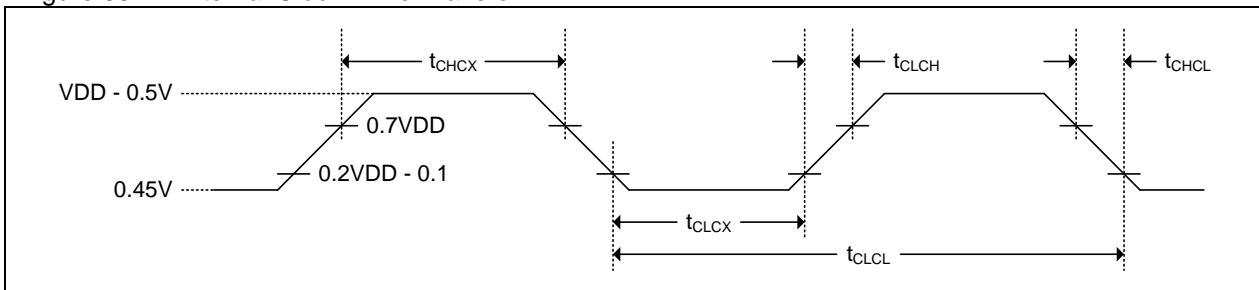 tCHCX
tCLCH
tCHCL
VDD - 0.5V
0.7VDD
0.2VDD - 0.1
0.45V
tCLCX
tCLCL